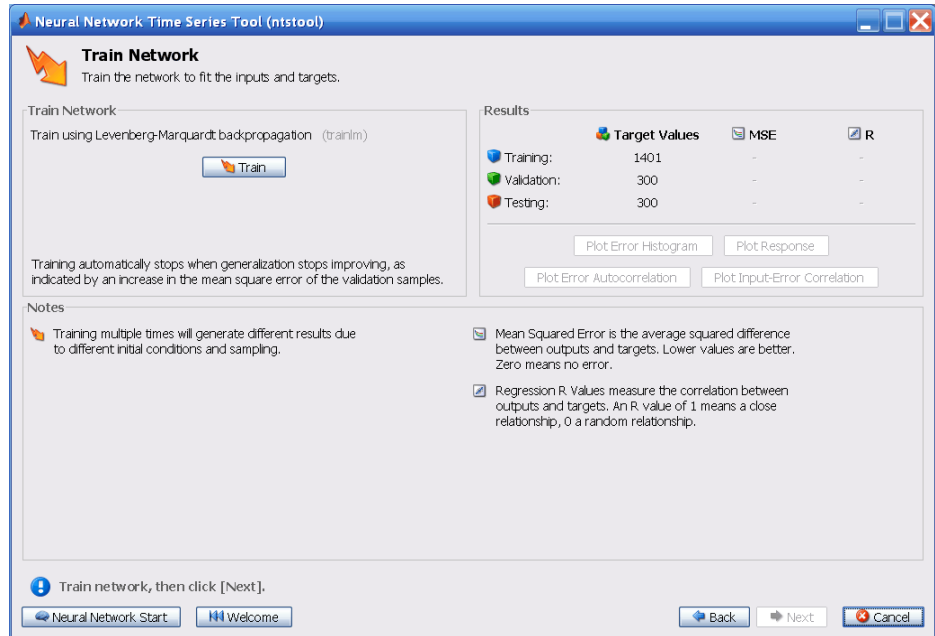 Neural Network Time Series Tool (ntstool)
Train Network
Train the network to fit the inputs and targets.
Train Network
Train using Levenberg-Marquardt backpropagation (trainlm)
Train
Training automatically stops when generalization stops improving, as
indicated by an increase in the mean square error of the validation samples.
Results
Target Values MSE R
Training: 1401 - -
Validation: 300 - -
Testing: 300 - -
Plot Error Histogram Plot Response
Plot Error Autocorrelation Plot Input-Error Correlation
Notes
Training multiple times will generate different results due
to different initial conditions and sampling.
Mean Squared Error is the average squared difference
between outputs and targets. Lower values are better.
Zero means no error.
Regression R Values measure the correlation between
outputs and targets. An R value of 1 means a close
relationship, 0 a random relationship.
Train network, then click [Next].
Neural Network Start Welcome Back Next Cancel